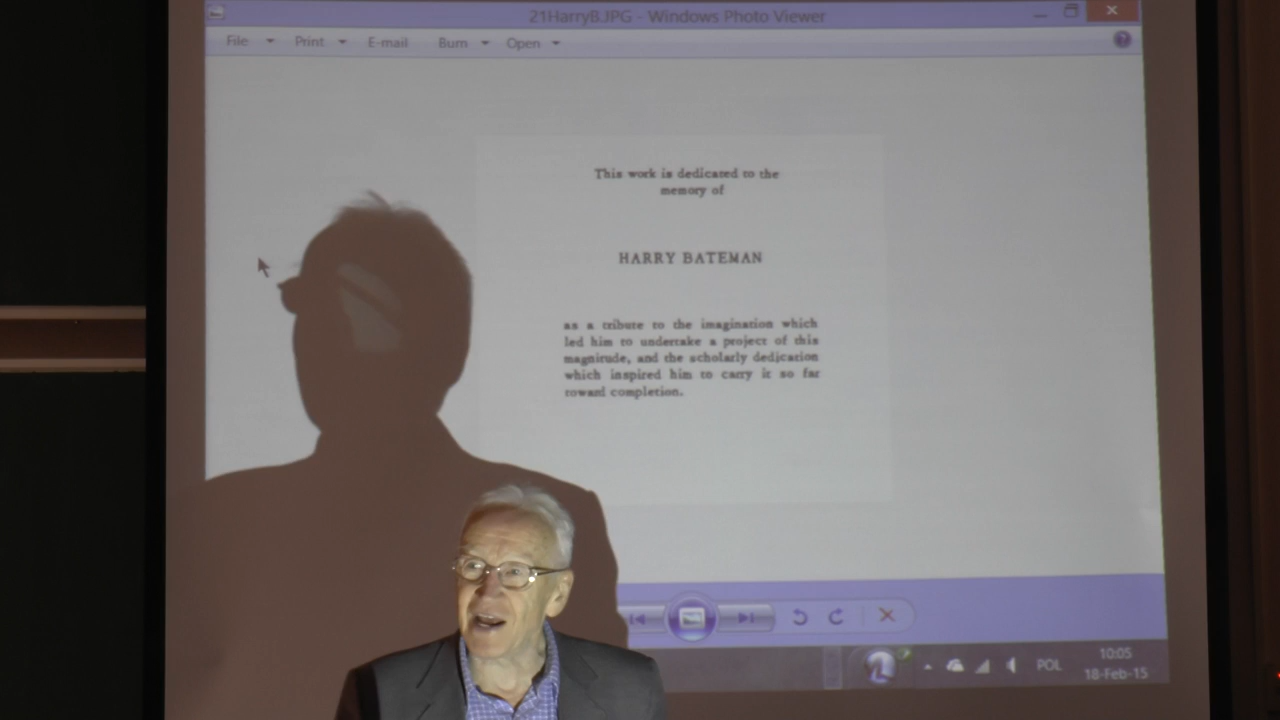 21HarryB.JPG - Windows Photo Viewer
File Print E-mail Burn Open
This work is dedicated to the
memory of
HARRY BATEMAN
as a tribute to the imagination which
led him to undertake a project of this
magnitude, and the scholarly dedication
which inspired him to carry it so far
toward completion.
POL
10:05
18-Feb-15